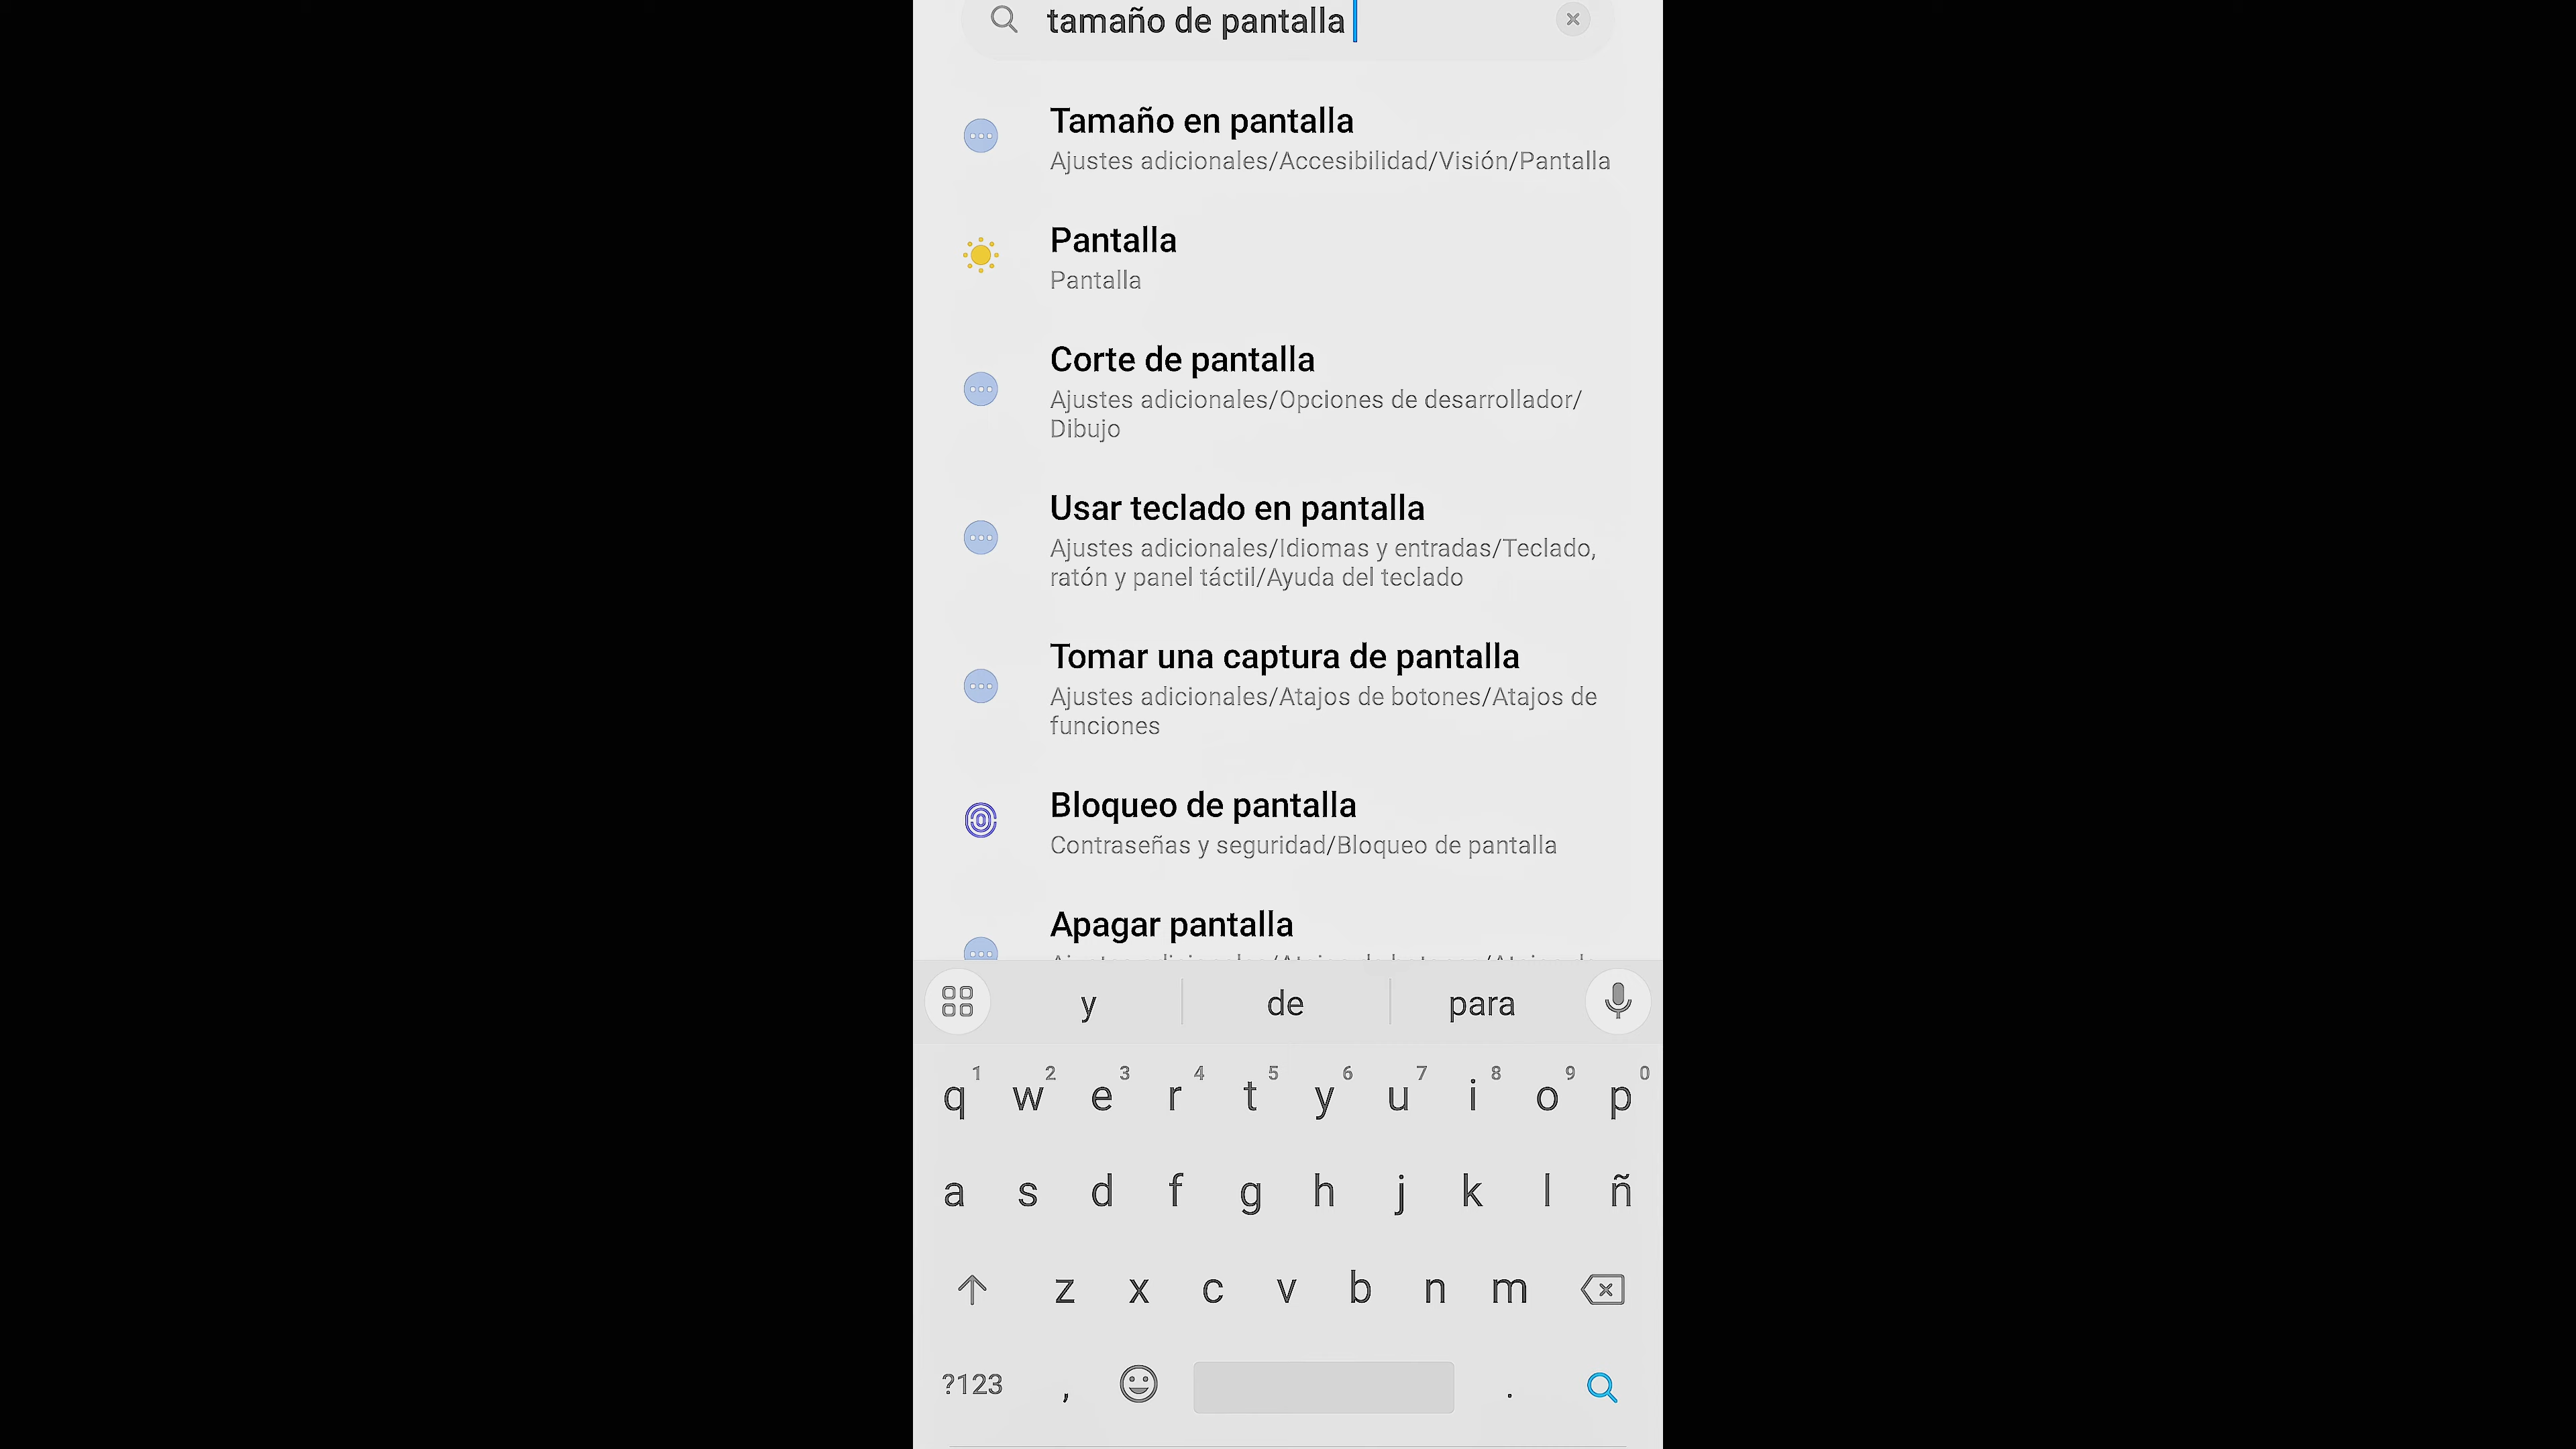 tamaño de pantalla
Tamaño en pantalla
Ajustes adicionales/Accesibilidad/Visión/Pantalla
Pantalla
Pantalla
Corte de pantalla
Ajustes adicionales/Opciones de desarrollador/
Dibujo
Usar teclado en pantalla
Ajustes adicionales/Idiomas y entradas/Teclado,
ratón y panel táctil/Ayuda del teclado
Tomar una captura de pantalla
Ajustes adicionales/Atajos de botones/Atajos de
funciones
Bloqueo de pantalla
Contraseñas y seguridad/Bloqueo de pantalla
Apagar pantalla
y de para
1 2 3 4 5 6 7 8 9 0
q w e r t y u i o p
a s d f g h j k l ñ
z x c v b n m
?123 , .